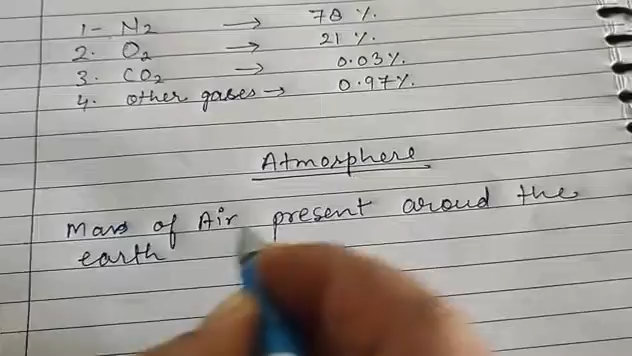 1- N2 → 78 %.
2. O2 → 21 %.
3. CO2 → 0.03%.
4. other gases → 0.97%.
Atmosphere
Mass of Air present aroud the
earth